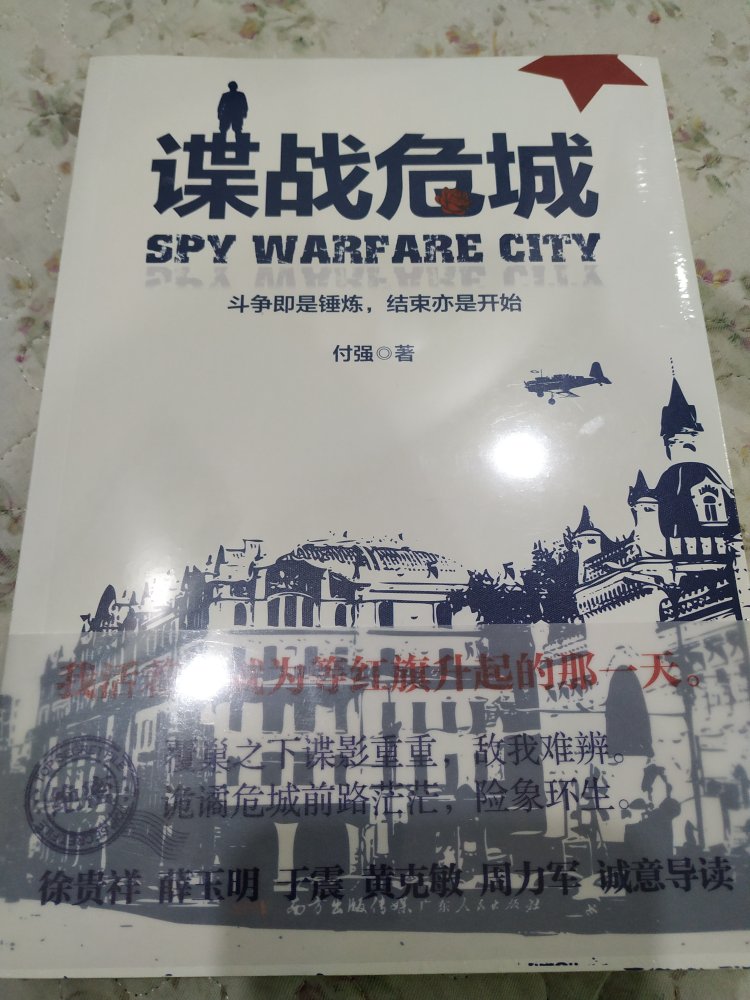 谍战危城
SPY WARFARE CITY
斗争即是锤炼，结束亦是开始
付强◎著
我活着 就为等红旗升起的那一天。
覆巢之下谍影重重，敌我难辨。
诡谲危城前路茫茫，险象环生。
徐贵祥 薛玉明 于震 黄克敏 周力军 诚意导读
南方出版传媒 广东人民出版社